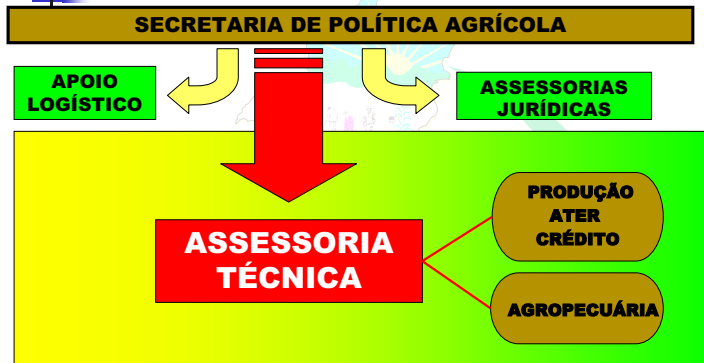 SECRETARIA DE POLÍTICA AGRÍCOLA
APOIO
LOGÍSTICO
ASSESSORIAS
JURÍDICAS
ASSESSORIA
TÉCNICA
PRODUÇÃO
ATER
CRÉDITO
AGROPECUÁRIA